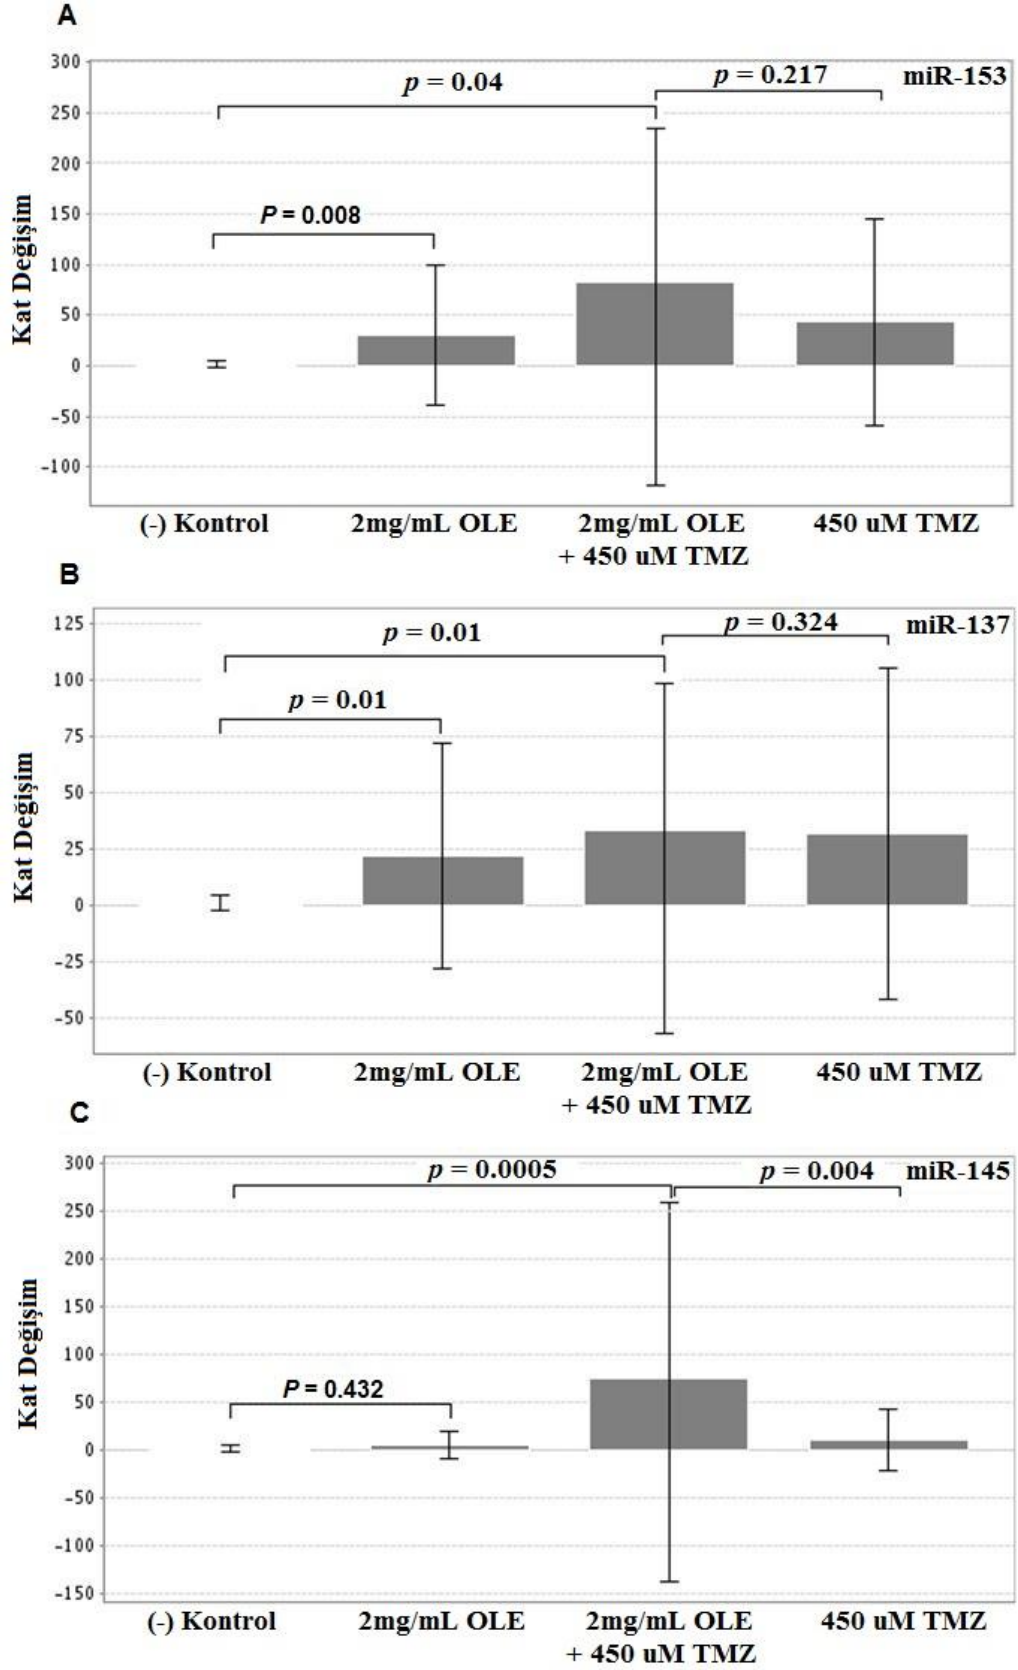 A
300
250
200
150
100
50
0
-50
-100
Kat Değişim
p = 0.04
p = 0.217
miR-153
P = 0.008
(-) Kontrol
2mg/mL OLE
2mg/mL OLE
+ 450 uM TMZ
450 uM TMZ
B
125
100
75
50
25
0
-25
-50
Kat Değişim
p = 0.01
p = 0.324
miR-137
p = 0.01
(-) Kontrol
2mg/mL OLE
2mg/mL OLE
+ 450 uM TMZ
450 uM TMZ
C
300
250
200
150
100
50
0
-50
-100
-150
Kat Değişim
p = 0.0005
p = 0.004
miR-145
P = 0.432
(-) Kontrol
2mg/mL OLE
2mg/mL OLE
+ 450 uM TMZ
450 uM TMZ